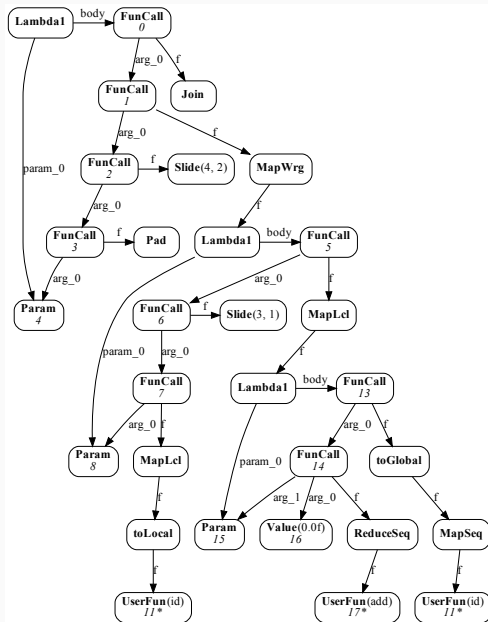 Lambda1
body
FunCall
0
arg_0
f
FunCall
1
Join
arg_0
f
param_0
FunCall
2
f
Slide(4, 2)
MapWrg
arg_0
f
FunCall
3
f
Pad
Lambda1
body
FunCall
5
arg_0
arg_0
f
Param
4
FunCall
6
f
Slide(3, 1)
MapLcl
param_0
arg_0
f
FunCall
7
Lambda1
body
FunCall
13
arg_0
f
arg_0
f
Param
8
MapLcl
param_0
FunCall
14
toGlobal
f
arg_1
arg_0
f
f
toLocal
Param
15
Value(0.0f)
16
ReduceSeq
MapSeq
f
f
f
UserFun(id)
11*
UserFun(add)
17*
UserFun(id)
11*